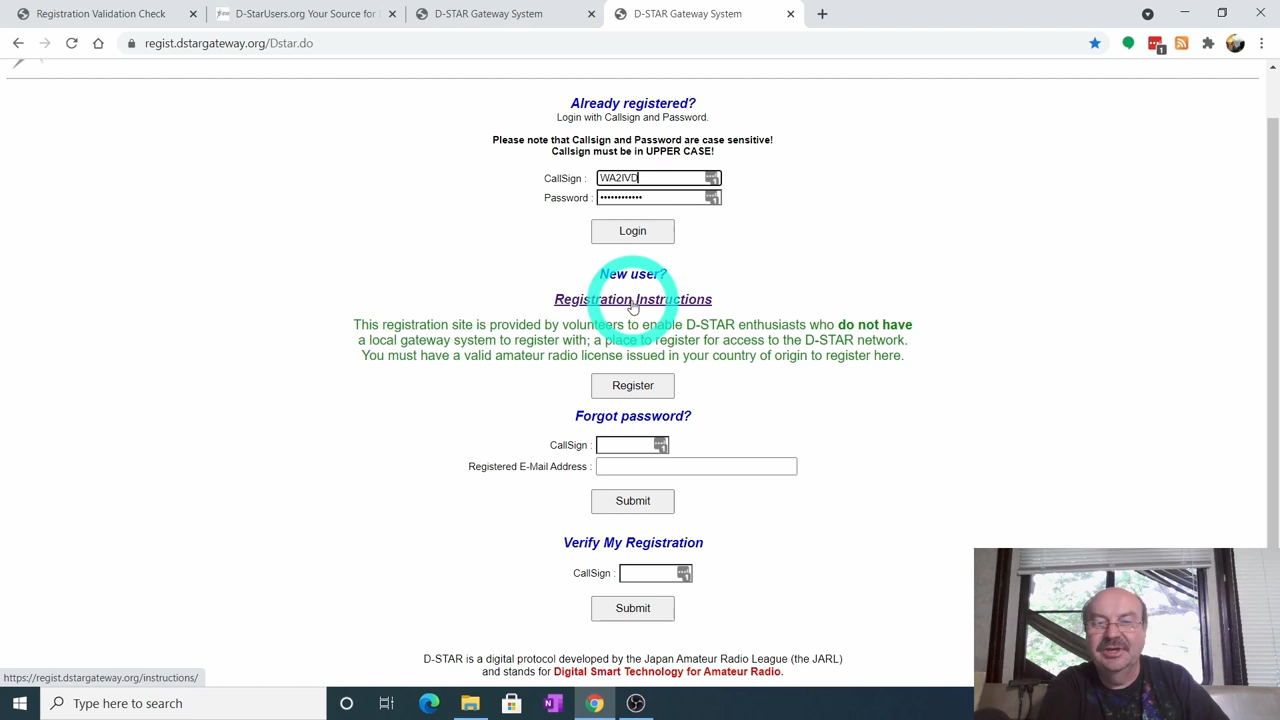 Registration Validation Check
D-StarUsers.org Your Source for
D-STAR Gateway System
D-STAR Gateway System
regist.dstargateway.org/Dstar.do
1
Already registered?
Login with Callsign and Password.
Please note that Callsign and Password are case sensitive!
Callsign must be in UPPER CASE!
CallSign : WA2IVD
Password : ••••••••••••
Login
New user?
Registration Instructions
This registration site is provided by volunteers to enable D-STAR enthusiasts who do not have
a local gateway system to register with; a place to register for access to the D-STAR network.
You must have a valid amateur radio license issued in your country of origin to register here.
Register
Forgot password?
CallSign :
Registered E-Mail Address :
Submit
Verify My Registration
CallSign :
Submit
D-STAR is a digital protocol developed by the Japan Amateur Radio League (the JARL)
and stands for Digital Smart Technology for Amateur Radio.
https://regist.dstargateway.org/instructions/
Type here to search